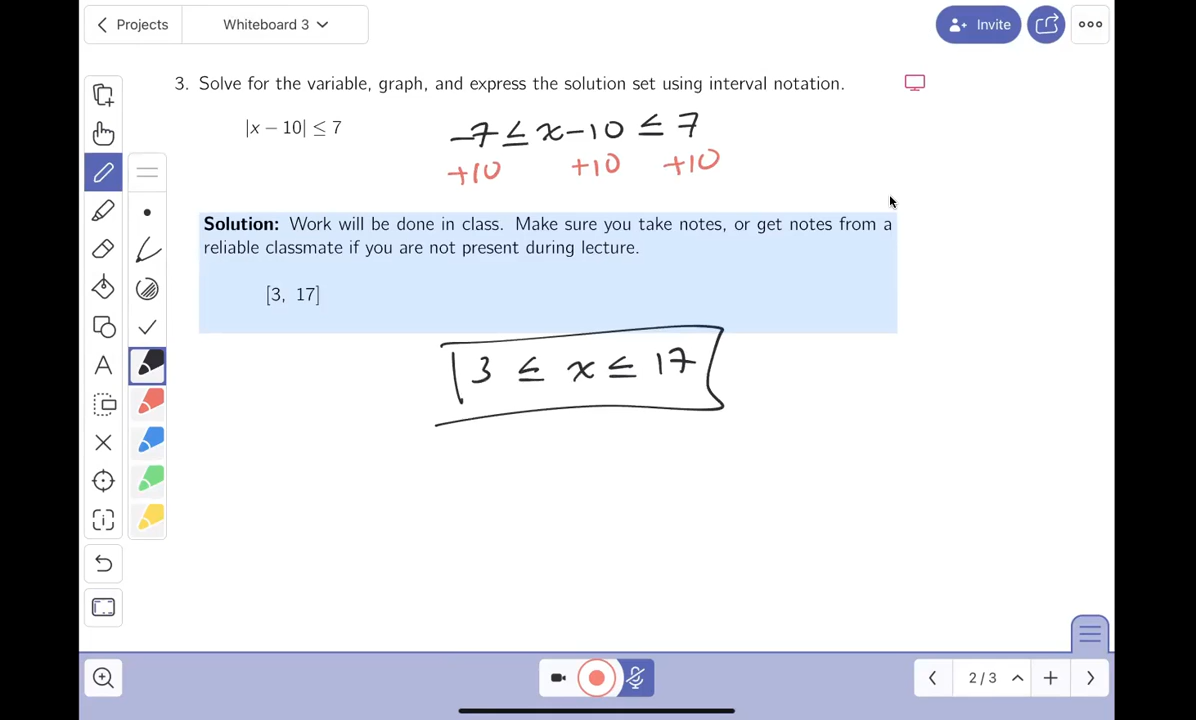 Projects
Whiteboard 3
Invite
3. Solve for the variable, graph, and express the solution set using interval notation.
|x − 10| ≤ 7
−7 ≤ x − 10 ≤ 7
+10 +10 +10
Solution: Work will be done in class. Make sure you take notes, or get notes from a
reliable classmate if you are not present during lecture.
[3, 17]
3 ≤ x ≤ 17
A
2 / 3